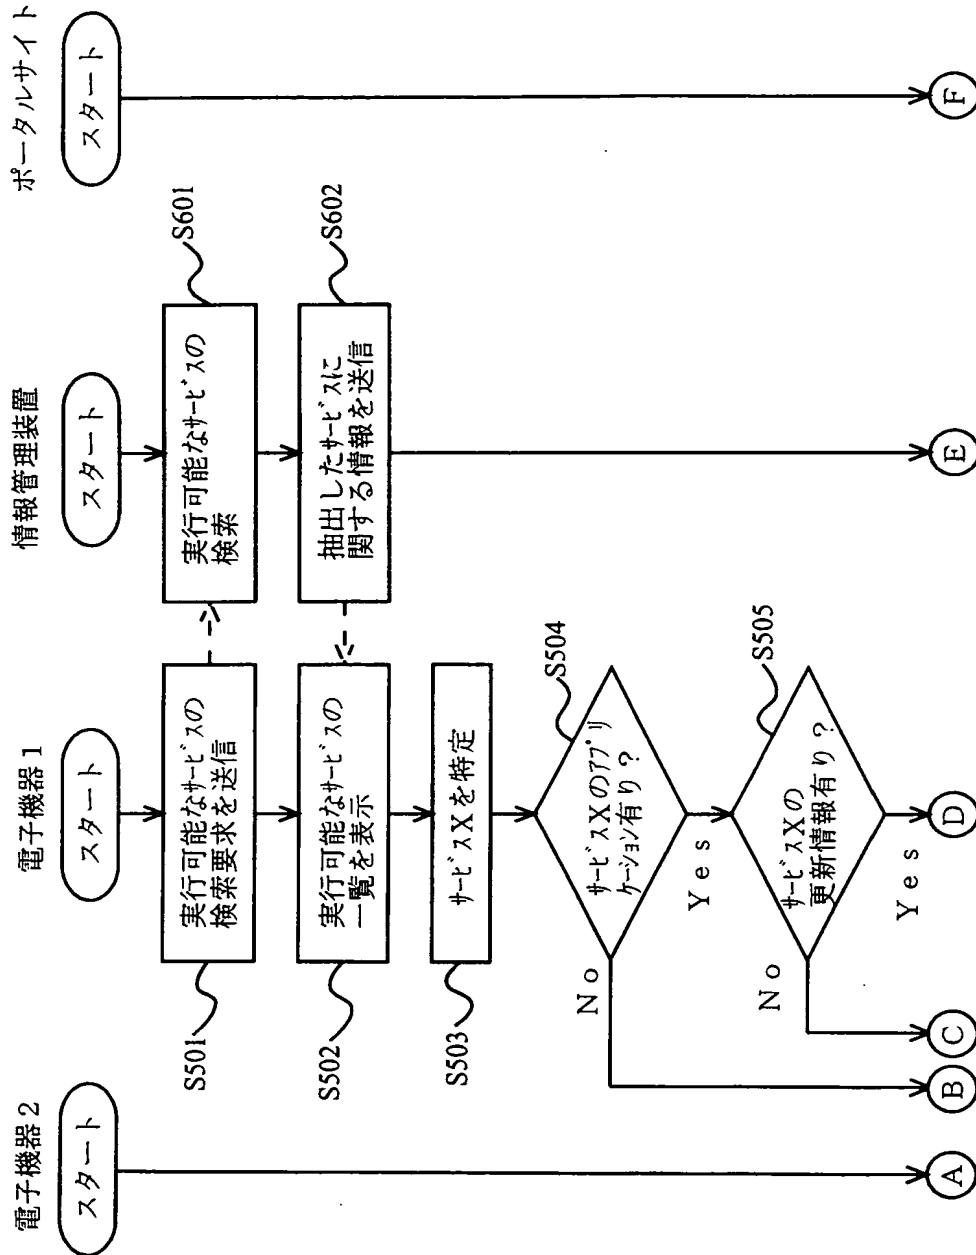 電子機器2
電子機器1
情報管理装置
ポータルサイト
スタート
スタート
スタート
スタート
S501
実行可能なサービスの
検索要求を送信
実行可能なサービスの
検索
S601
S502
実行可能なサービスの
一覧を表示
抽出したサービスに
関する情報を送信
S602
S503
サービスXを特定
S504
サービスXのアプリ
ケーション有り?
No
Yes
S505
サービスXの
更新情報有り?
No
Yes
A
B
C
D
E
F